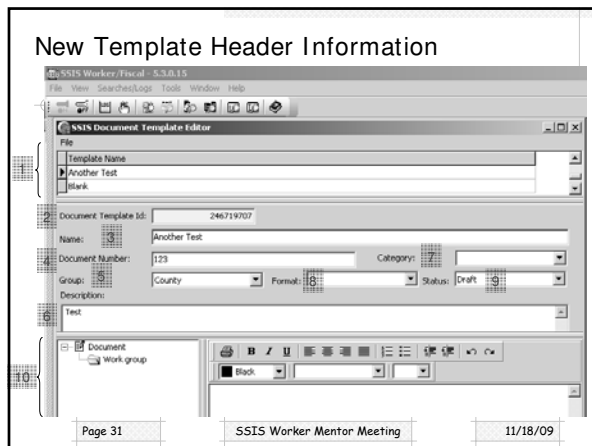 New Template Header Information
SSIS Worker/Fiscal - 5.3.0.15
File View Searches/Logs Tools Window Help
SSIS Document Template Editor
File
1
Template Name
Another Test
Blank
2 Document Template Id: 246719707
Name: 3 Another Test
4 Document Number: 123 Category: 7
Group: 5 County Format: 8 Status: Draft 9
Description:
6 Test
10
Document
Work group
B I U
Black
Page 31 SSIS Worker Mentor Meeting 11/18/09